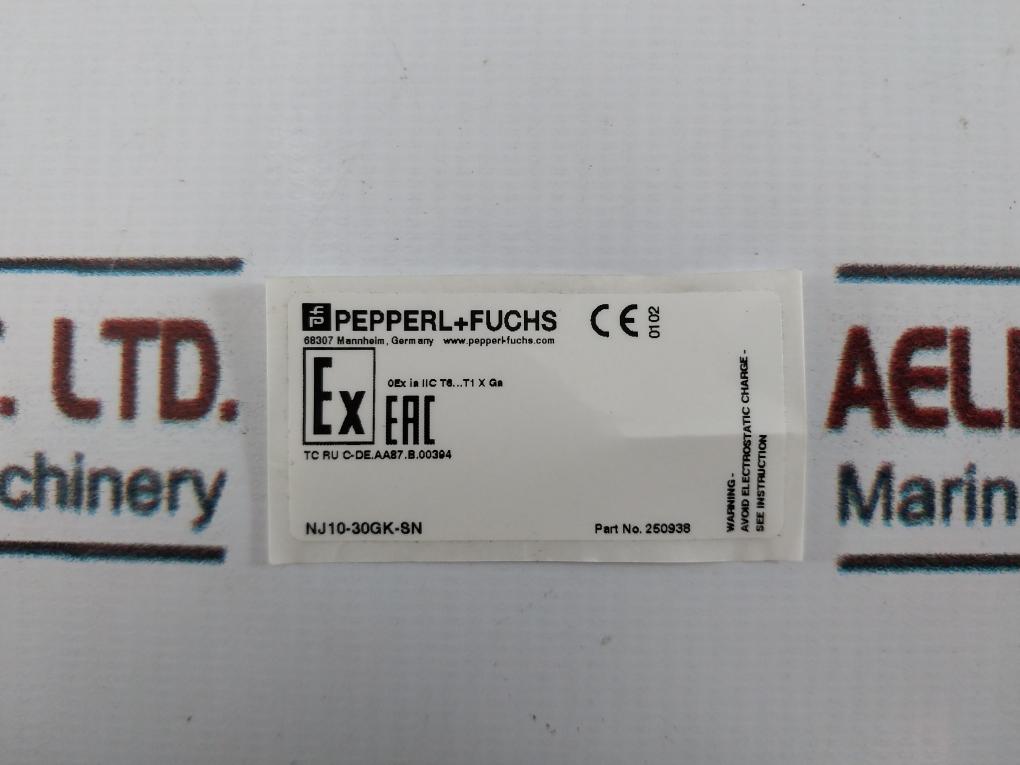 PEPPERL+FUCHS
CE 0102
68307 Mannheim, Germany www.pepperl-fuchs.com
Ex
0Ex ia IIC T6...T1 X Ga
EAC
TC RU C-DE.AA87.B.00394
NJ10-30GK-SN
Part No. 250938
WARNING -
AVOID ELECTROSTATIC CHARGE -
SEE INSTRUCTION
LTD.
chinery
AEL
Marin